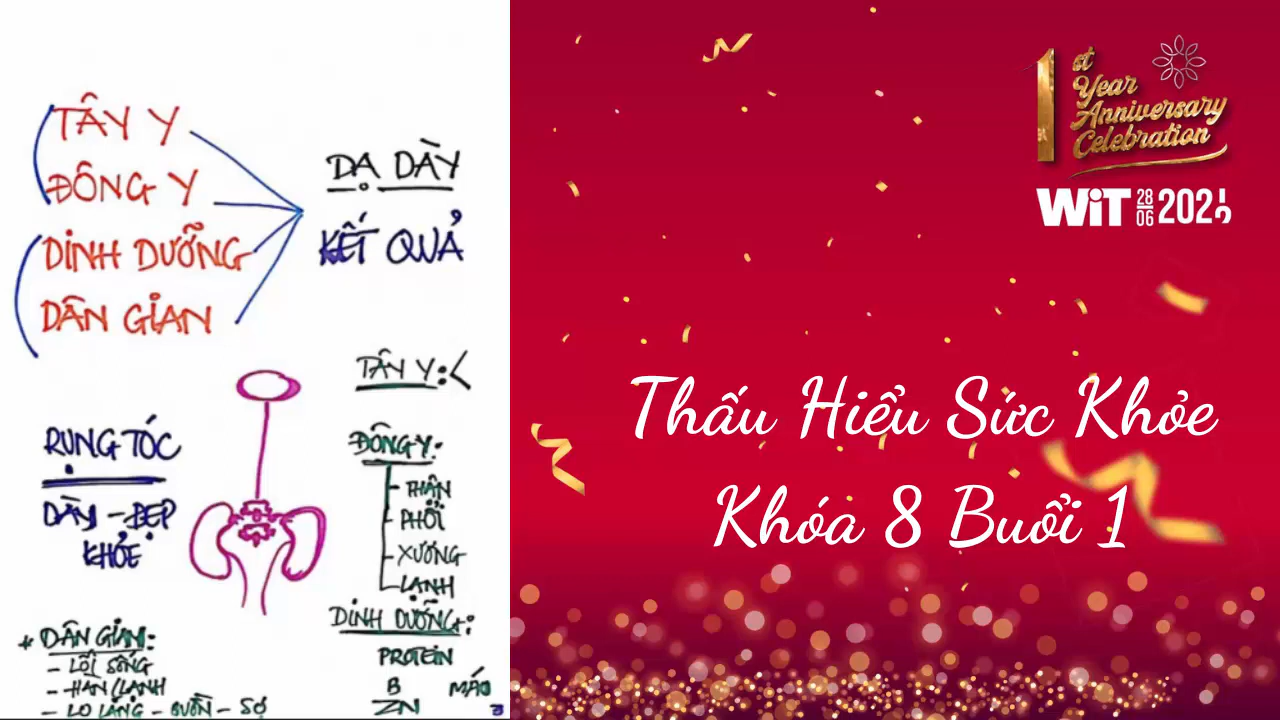 TÂY Y
ĐÔNG Y
DINH DƯỠNG
DÂN GIAN
DẠ DÀY
KẾT QUẢ
TÂY Y:
RỤNG TÓC
DÀY - ĐẸP
KHỎE
ĐÔNG Y:
- THẬN
- PHỔI
- XƯƠNG
- LẠNH
DINH DƯỠNG:
PROTEIN
B MÁU
ZN
* DÂN GIAN:
- LỐI SỐNG
- HÀN/LẠNH
- LO LẮNG - BUỒN - SỢ
1st
Year
Anniversary
Celebration
WiT 28 06
Thấu Hiểu Sức Khỏe
Khóa 8 Buổi 1